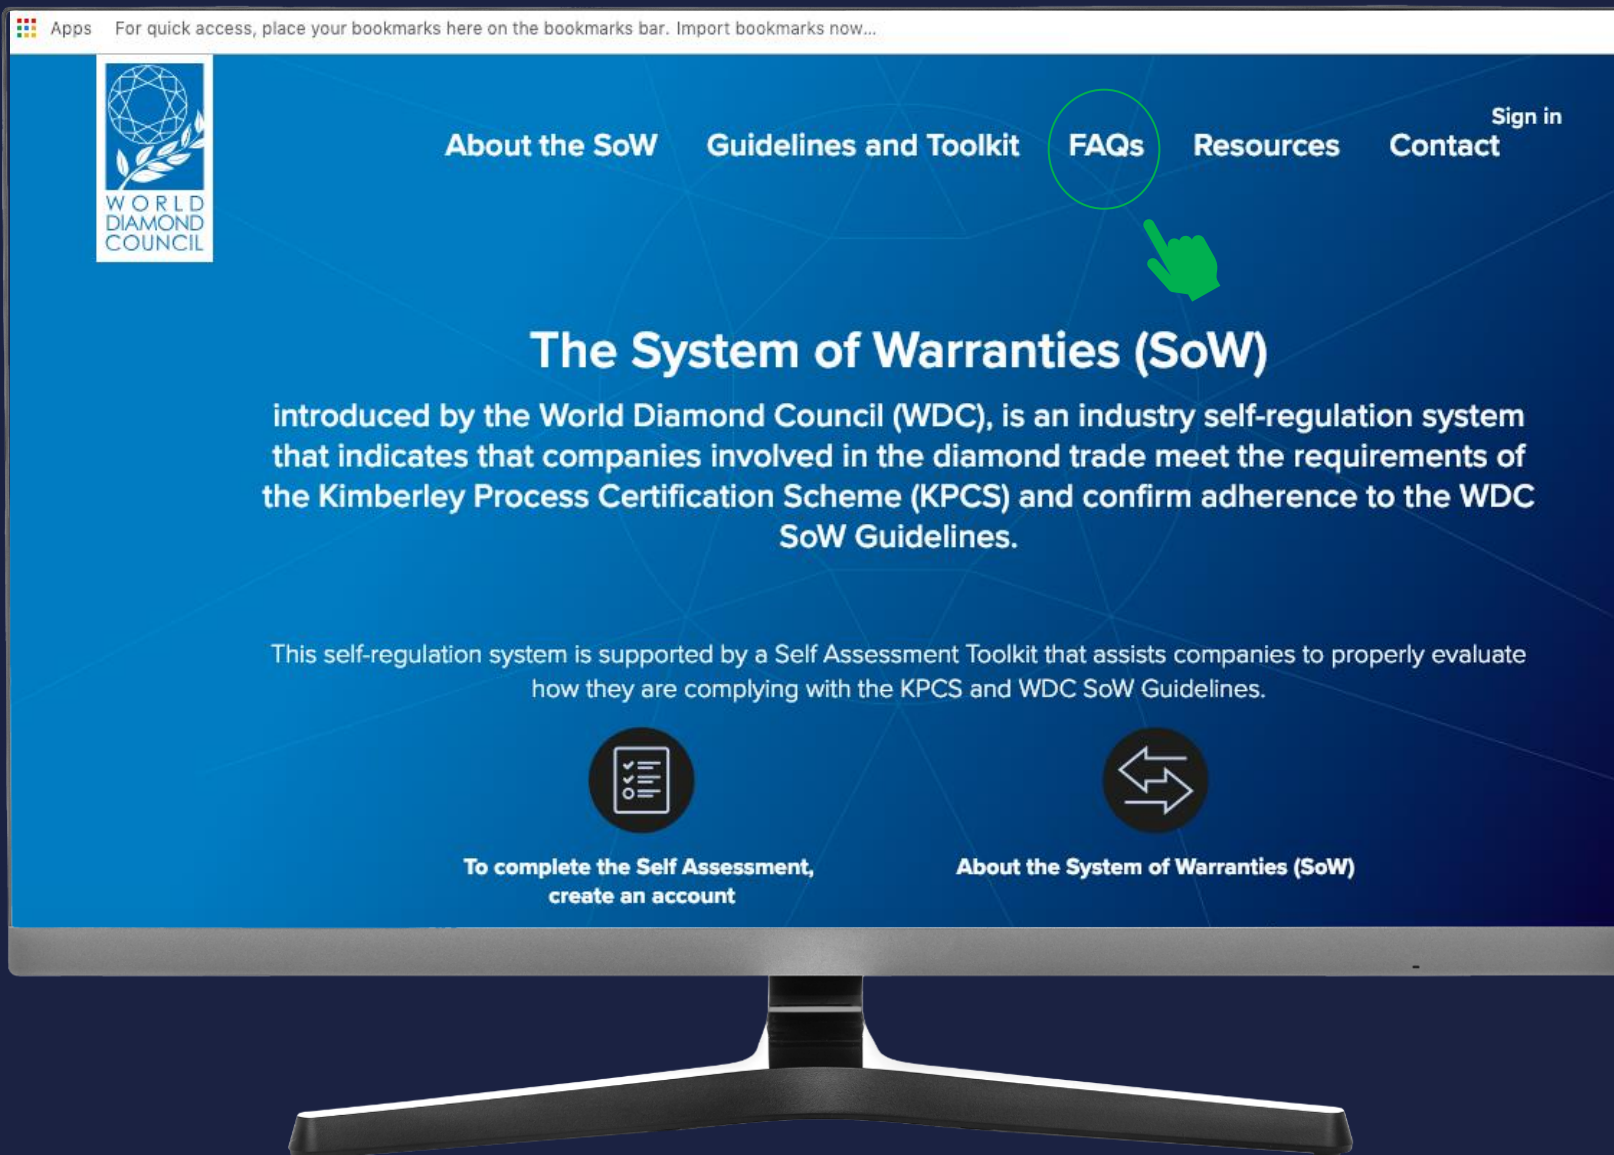 Apps For quick access, place your bookmarks here on the bookmarks bar. Import bookmarks now...
WORLD
DIAMOND
COUNCIL
About the SoW Guidelines and Toolkit FAQs Resources Contact Sign in
The System of Warranties (SoW)
introduced by the World Diamond Council (WDC), is an industry self-regulation system
that indicates that companies involved in the diamond trade meet the requirements of
the Kimberley Process Certification Scheme (KPCS) and confirm adherence to the WDC
SoW Guidelines.
This self-regulation system is supported by a Self Assessment Toolkit that assists companies to properly evaluate
how they are complying with the KPCS and WDC SoW Guidelines.
To complete the Self Assessment,
create an account
About the System of Warranties (SoW)